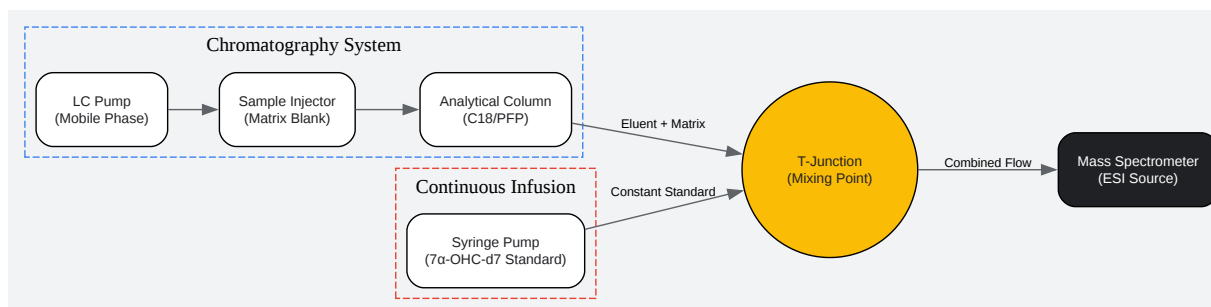 Chromatography System
LC Pump
(Mobile Phase)
Sample Injector
(Matrix Blank)
Analytical Column
(C18/PFP)
Eluent + Matrix
Continuous Infusion
Syringe Pump
(7α-OHC-d7 Standard)
Constant Standard
T-Junction
(Mixing Point)
Combined Flow
Mass Spectrometer
(ESI Source)